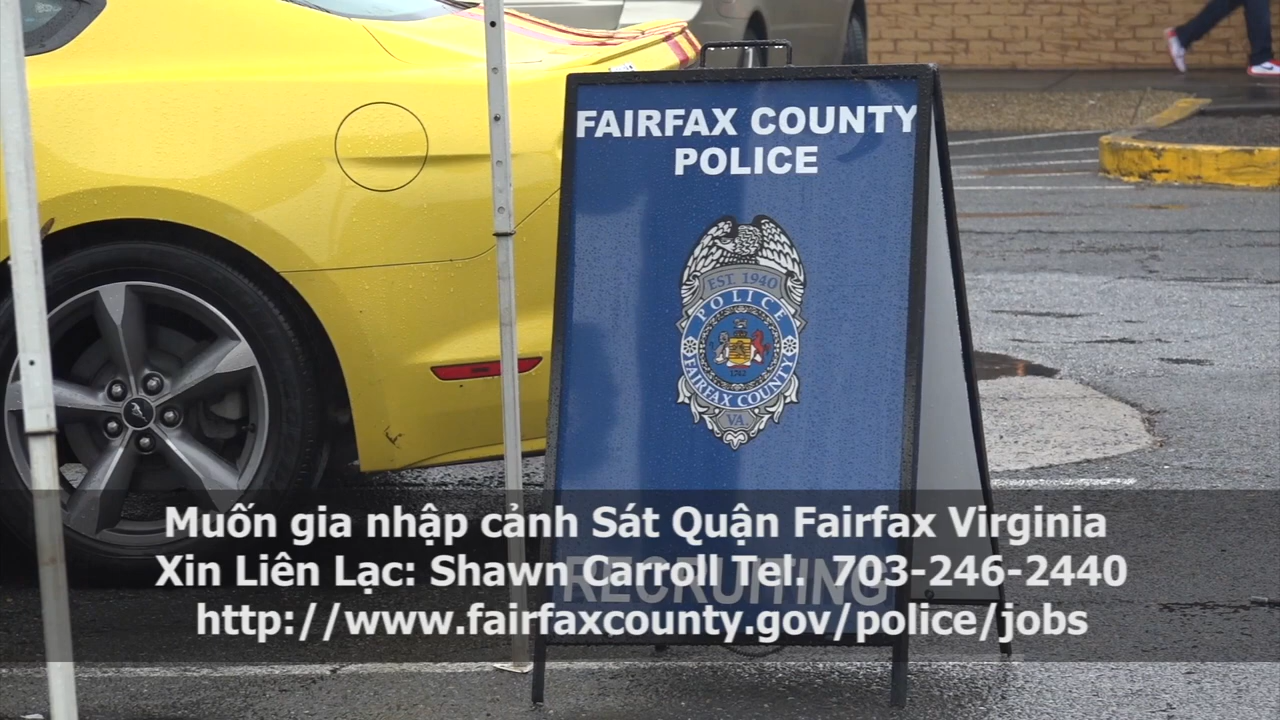 FAIRFAX COUNTY
POLICE
EST. 1940
POLICE
1742
FAIRFAX COUNTY
VA
RECRUITING
Muốn gia nhập cảnh Sát Quận Fairfax Virginia
Xin Liên Lạc: Shawn Carroll Tel. 703-246-2440
http://www.fairfaxcounty.gov/police/jobs